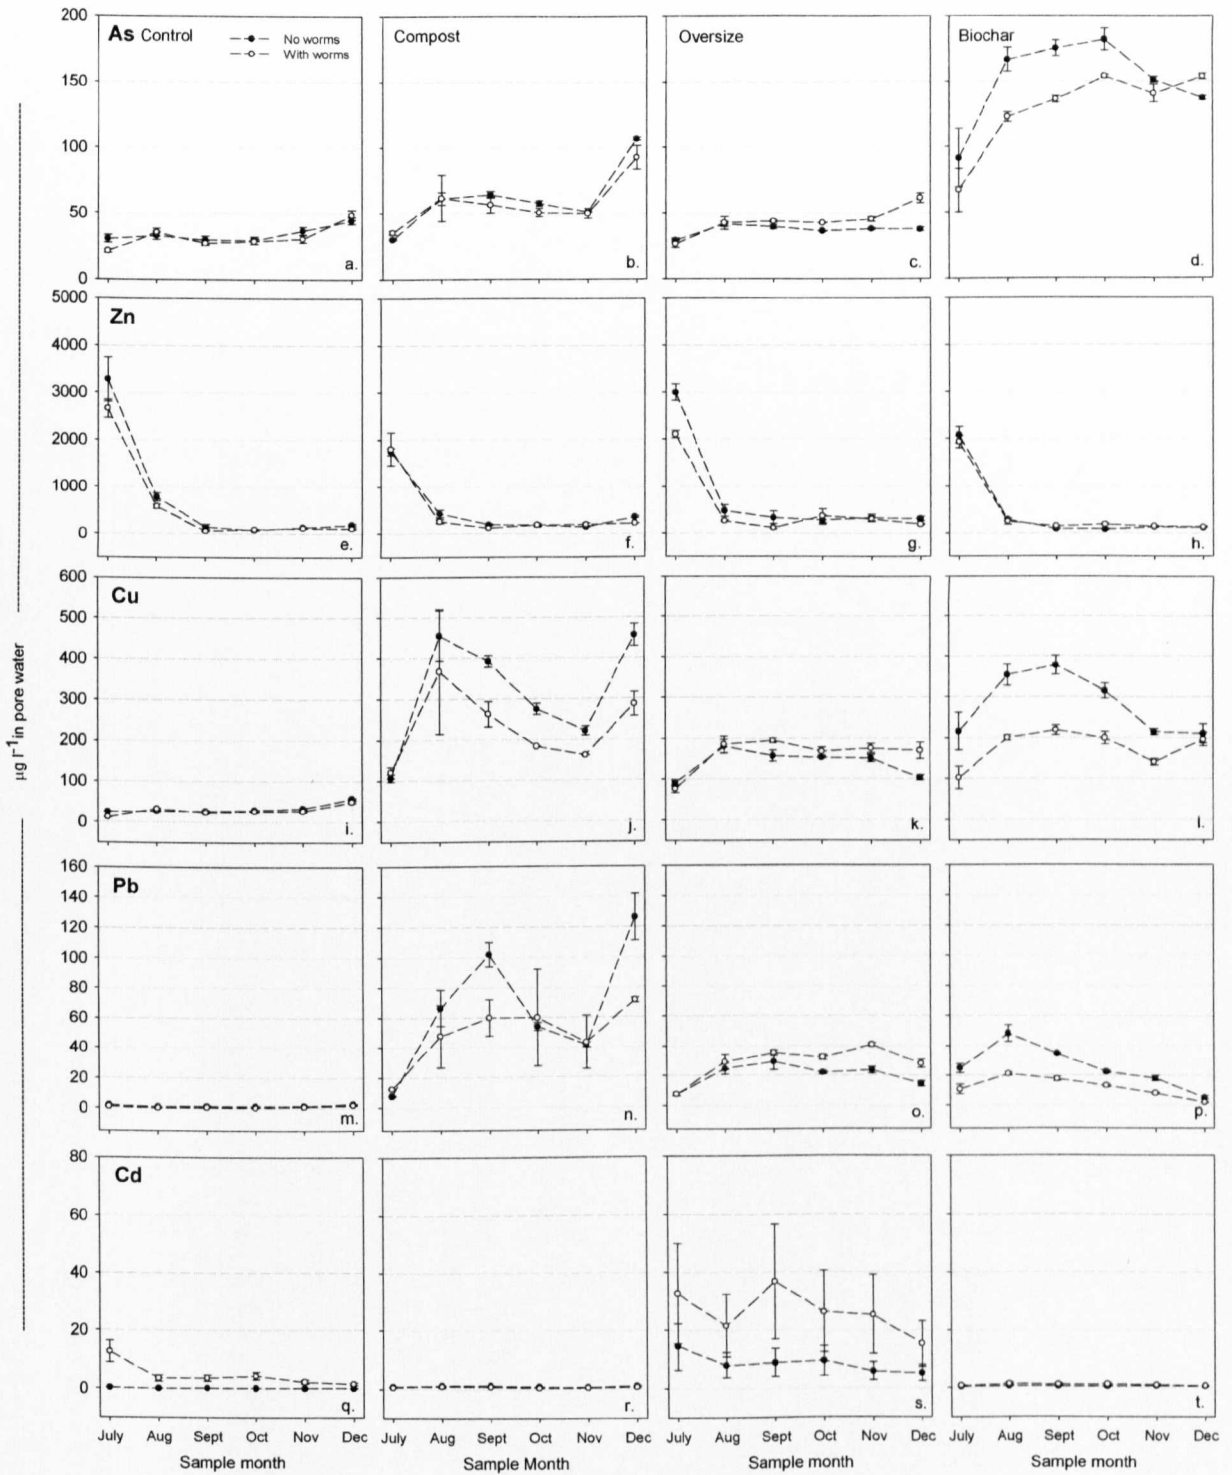 As Control
No worms
With worms
Compost
Oversize
Biochar
200
150
100
50
0
a.
b.
c.
d.
Zn
5000
4000
3000
2000
1000
0
e.
f.
g.
h.
Cu
600
500
400
300
200
100
0
i.
j.
k.
l.
Pb
160
140
120
100
80
60
40
20
0
m.
n.
o.
p.
Cd
80
60
40
20
0
q.
r.
s.
t.
µg l⁻¹ in pore water
July Aug Sept Oct Nov Dec
July Aug Sept Oct Nov Dec
July Aug Sept Oct Nov Dec
July Aug Sept Oct Nov Dec
Sample month
Sample Month
Sample month
Sample month